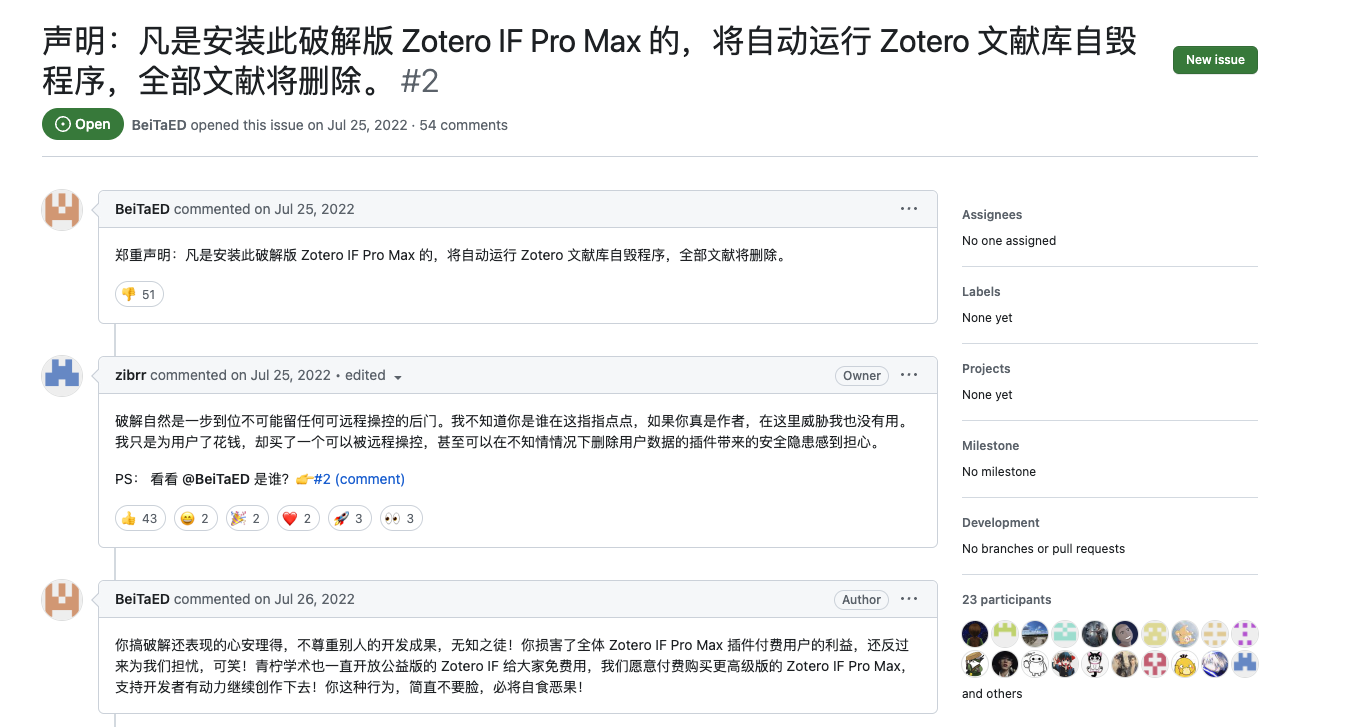 声明：凡是安装此破解版 Zotero IF Pro Max 的，将自动运行 Zotero 文献库自毁
程序，全部文献将删除。 #2
New issue
Open BeiTaED opened this issue on Jul 25, 2022 · 54 comments
BeiTaED commented on Jul 25, 2022
郑重声明：凡是安装此破解版 Zotero IF Pro Max 的，将自动运行 Zotero 文献库自毁程序，全部文献将删除。
👎 51
zibrr commented on Jul 25, 2022 • edited
Owner
破解自然是一步到位不可能留任何可远程操控的后门。我不知道你是谁在这指指点点，如果你真是作者，在这里威胁我也没有用。
我只是为用户了花钱，却买了一个可以被远程操控，甚至可以在不知情情况下删除用户数据的插件带来的安全隐患感到担心。
PS： 看看 @BeiTaED 是谁？👉#2 (comment)
👍 43 😄 2 🎉 2 ❤️ 2 🚀 3 👀 3
BeiTaED commented on Jul 26, 2022
Author
你搞破解还表现的心安理得，不尊重别人的开发成果，无知之徒！你损害了全体 Zotero IF Pro Max 插件付费用户的利益，还反过
来为我们担忧，可笑！青柠学术也一直开放公益版的 Zotero IF 给大家免费用，我们愿意付费购买更高级版的 Zotero IF Pro Max，
支持开发者有动力继续创作下去！你这种行为，简直不要脸，必将自食恶果！
Assignees
No one assigned
Labels
None yet
Projects
None yet
Milestone
No milestone
Development
No branches or pull requests
23 participants
and others